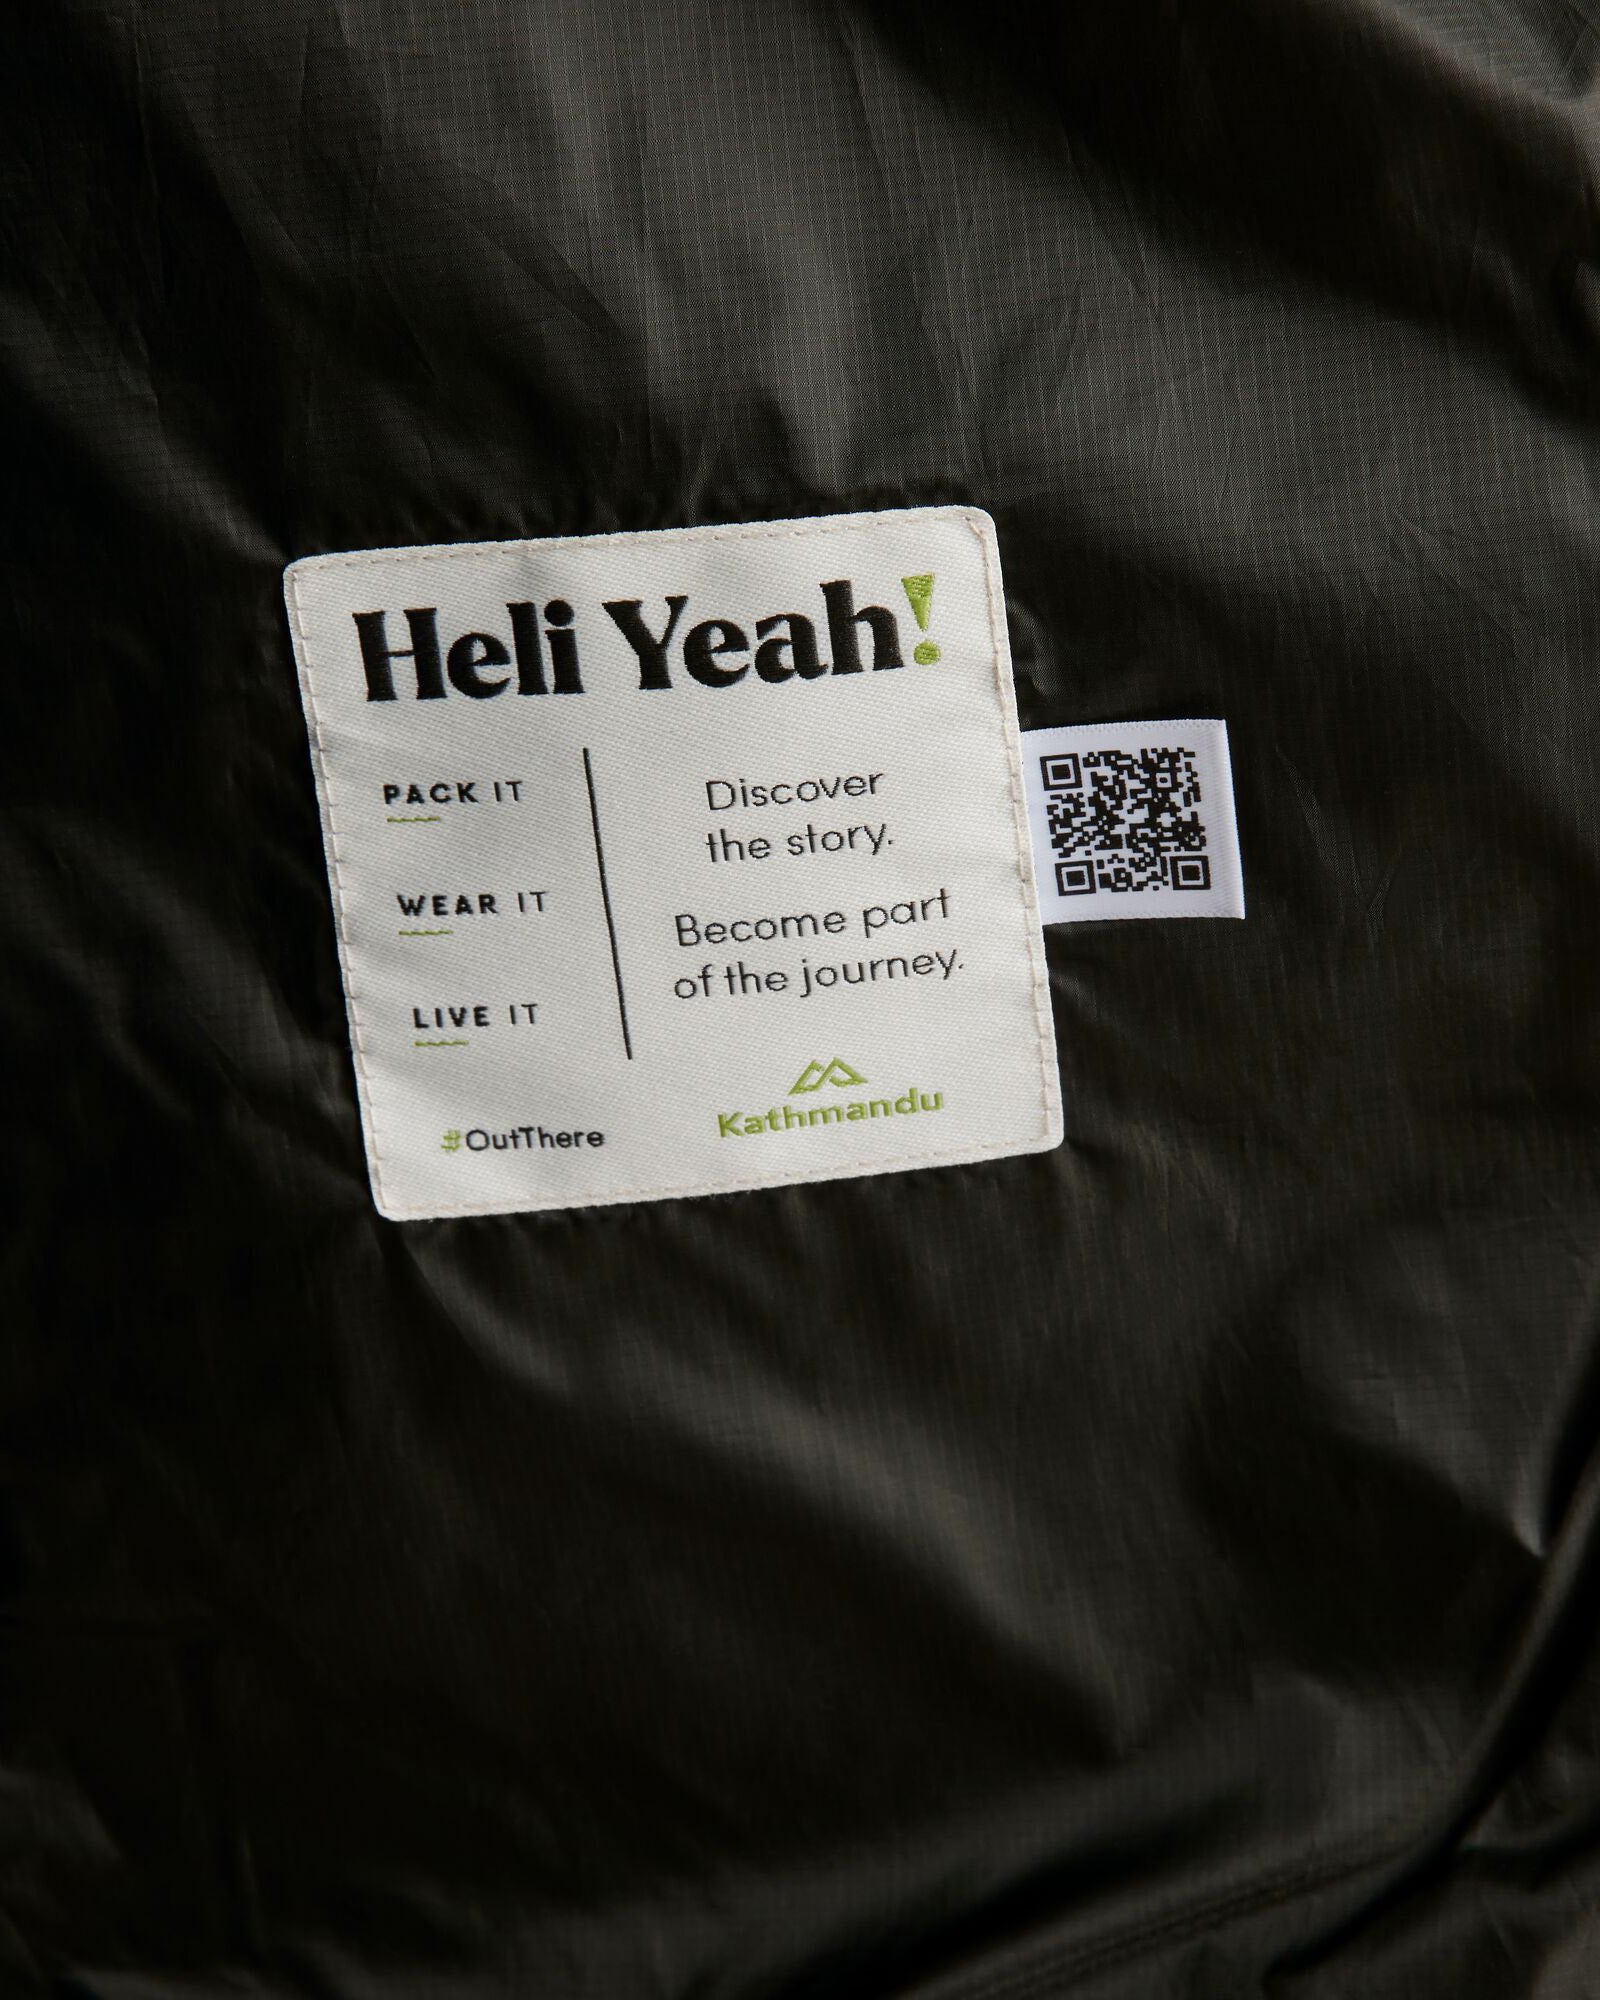 Heli Yeah!
PACK IT
WEAR IT
LIVE IT
#OutThere
Discover
the story.
Become part
of the journey.
Kathmandu